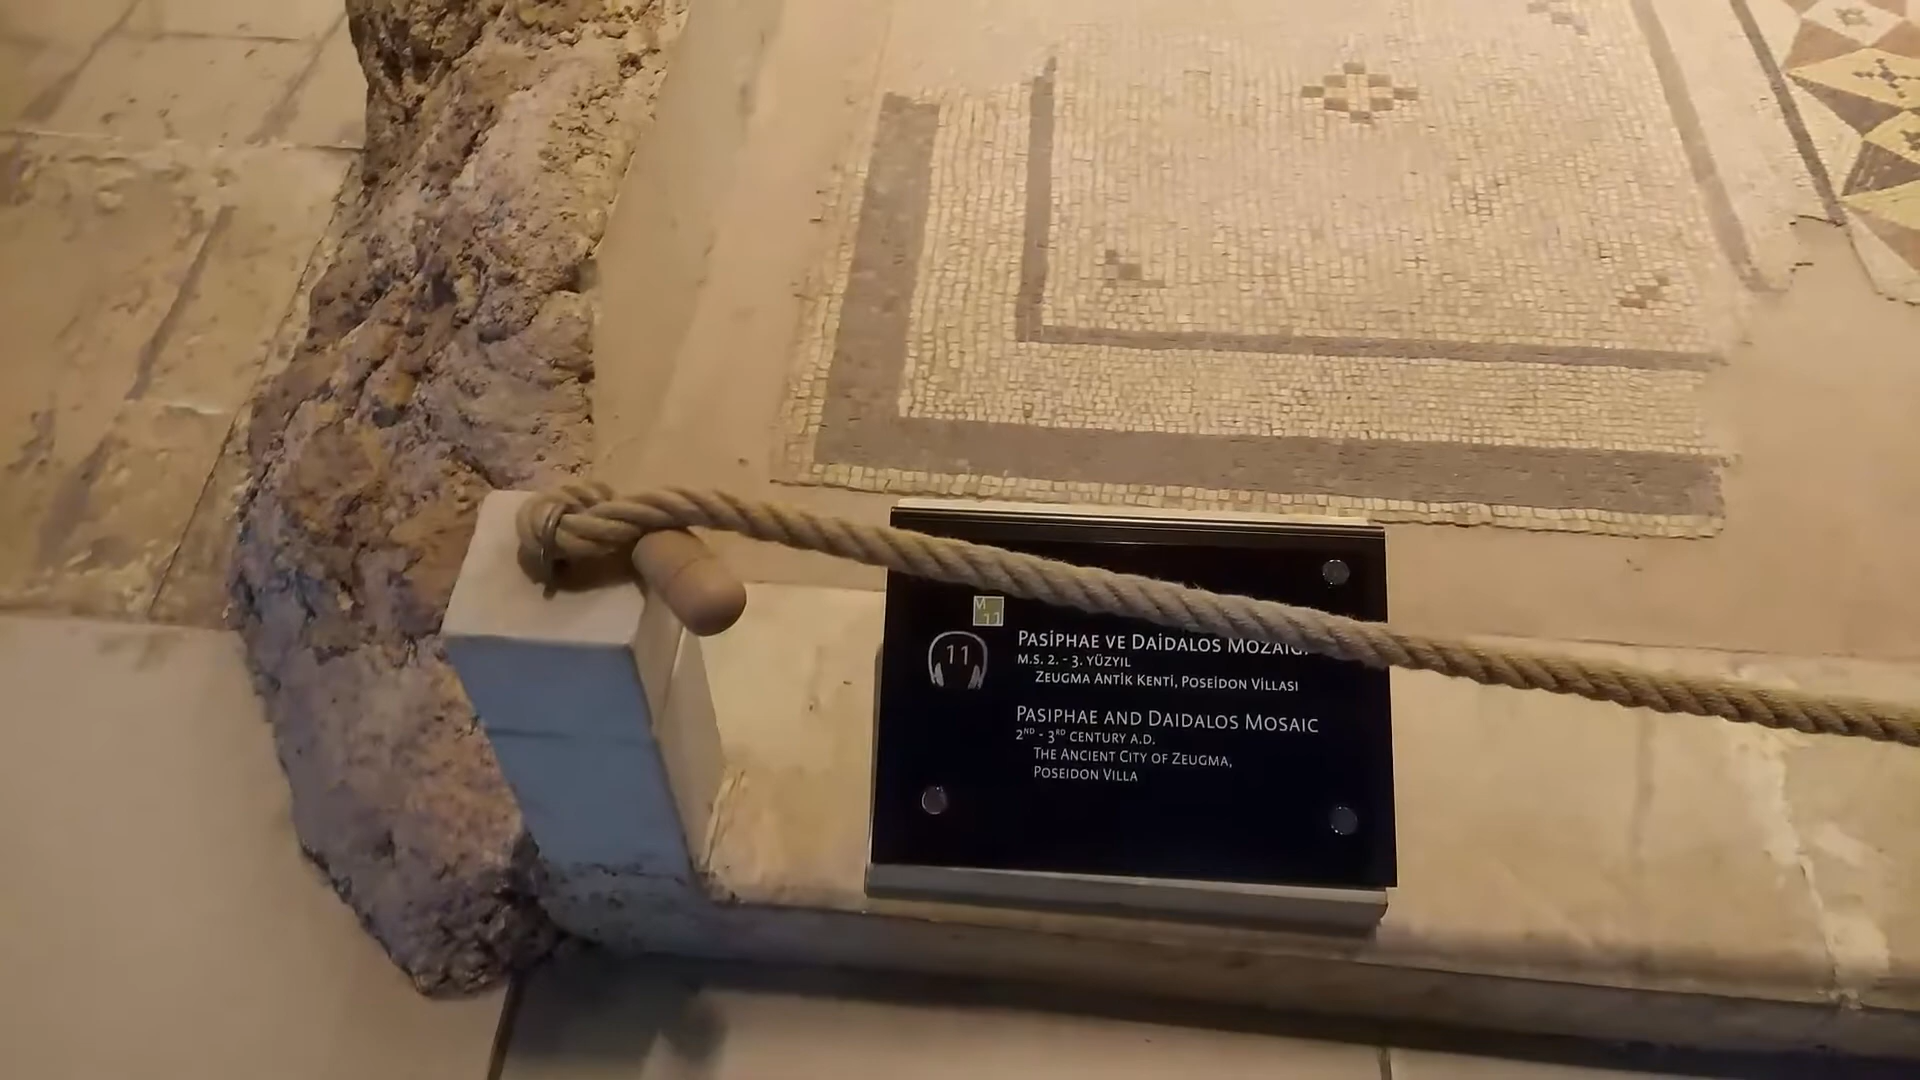 M
11
11
PASİPHAE VE DAİDALOS
M.S. 2. - 3. YÜZYIL
ZEUGMA ANTİK KENTİ, POSEİDON VİLLASI
PASIPHAE AND DAIDALOS MOSAIC
2ND - 3RD CENTURY A.D.
THE ANCIENT CITY OF ZEUGMA,
POSEIDON VILLA